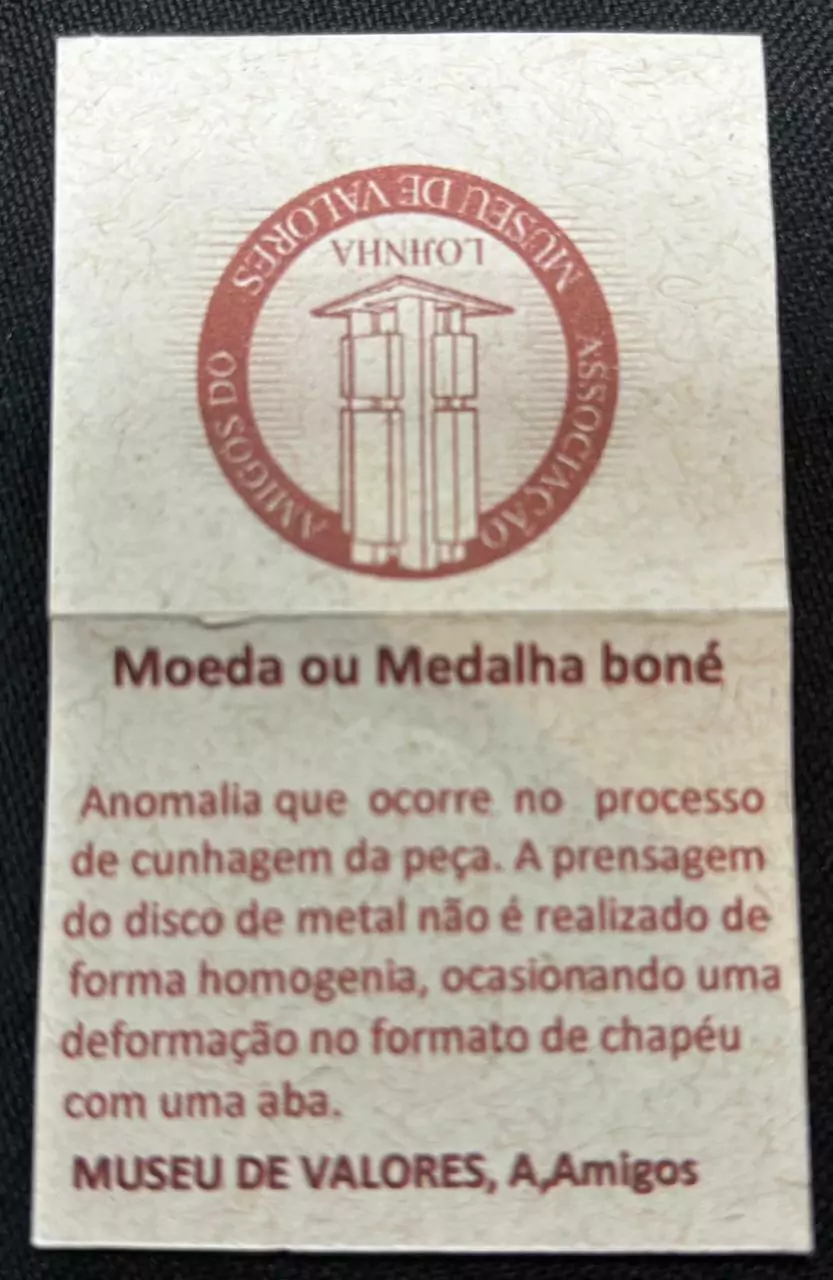 ASSOCIAÇÃO
AMIGOS DO
MUSEU DE VALORES
LOJINHA
Moeda ou Medalha boné
Anomalia que ocorre no processo
de cunhagem da peça. A prensagem
do disco de metal não é realizado de
forma homogenia, ocasionando uma
deformação no formato de chapéu
com uma aba.
MUSEU DE VALORES, A,Amigos